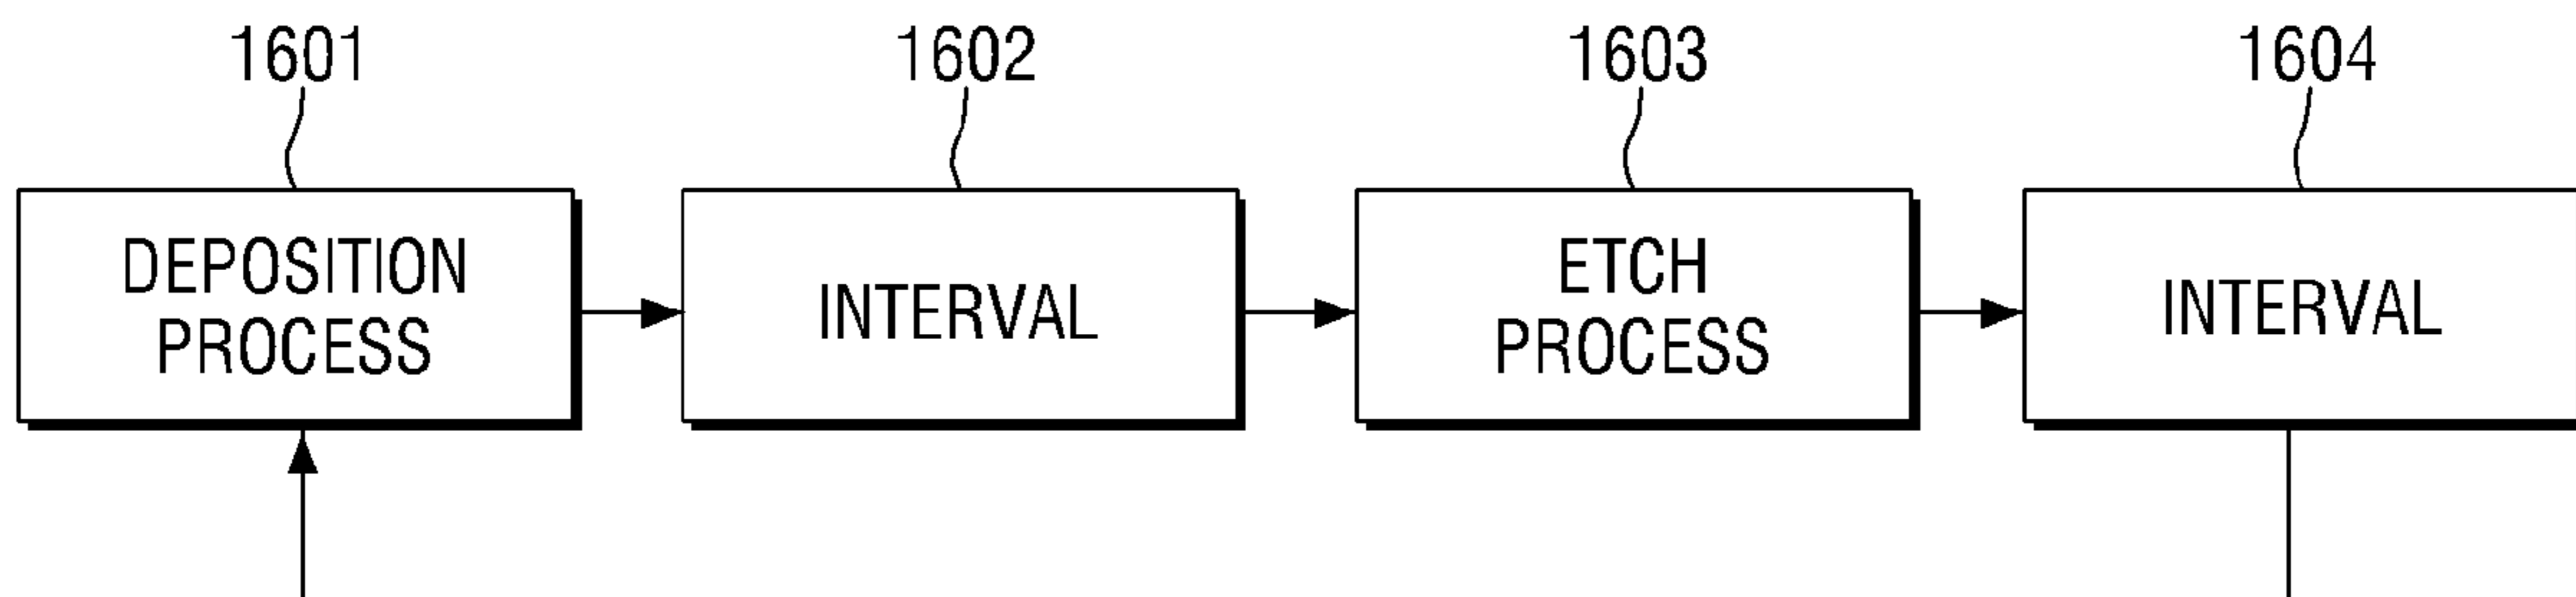 1601
1602
1603
1604
DEPOSITION
PROCESS
INTERVAL
ETCH
PROCESS
INTERVAL